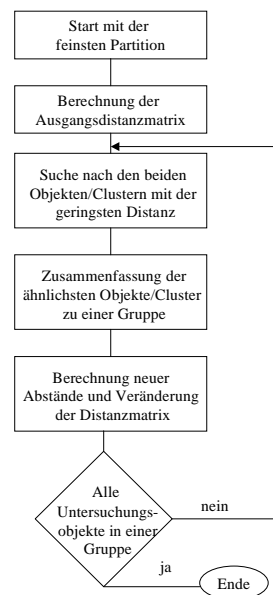 Start mit der
feinsten Partition
Berechnung der
Ausgangsdistanzmatrix
Suche nach den beiden
Objekten/Clustern mit der
geringsten Distanz
Zusammenfassung der
ähnlichsten Objekte/Cluster
zu einer Gruppe
Berechnung neuer
Abstände und Veränderung
der Distanzmatrix
Alle
Untersuchungs-
objekte in einer
Gruppe
nein
ja
Ende